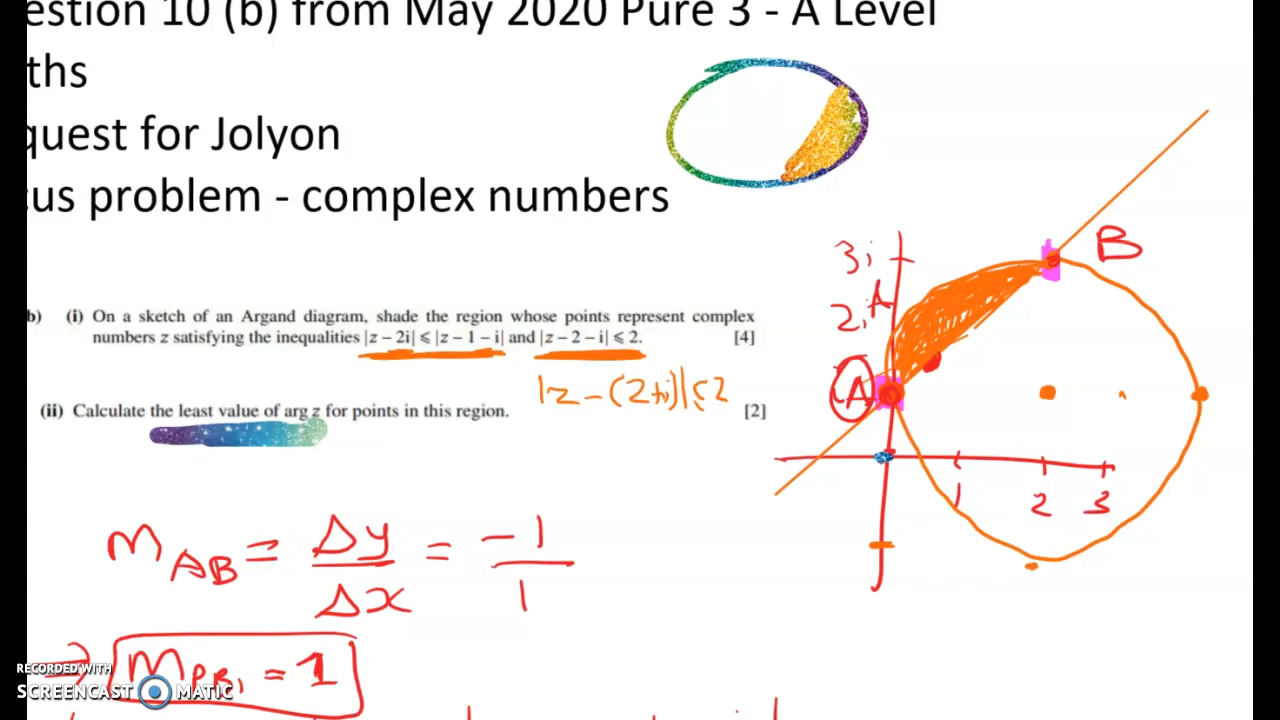 estion 10 (b) from May 2020 Pure 3 - A Level
ths
quest for Jolyon
cus problem - complex numbers
b) (i) On a sketch of an Argand diagram, shade the region whose points represent complex
numbers z satisfying the inequalities |z − 2i| ⩽ |z − 1 − i| and |z − 2 − i| ⩽ 2. [4]
|z - (2+i)| ≤ 2
(ii) Calculate the least value of arg z for points in this region. [2]
3i
B
2i A
A
1 2 3
M AB = Δy/Δx = -1/1
⇒ M PB1 = 1
RECORDED WITH
SCREENCAST MATIC